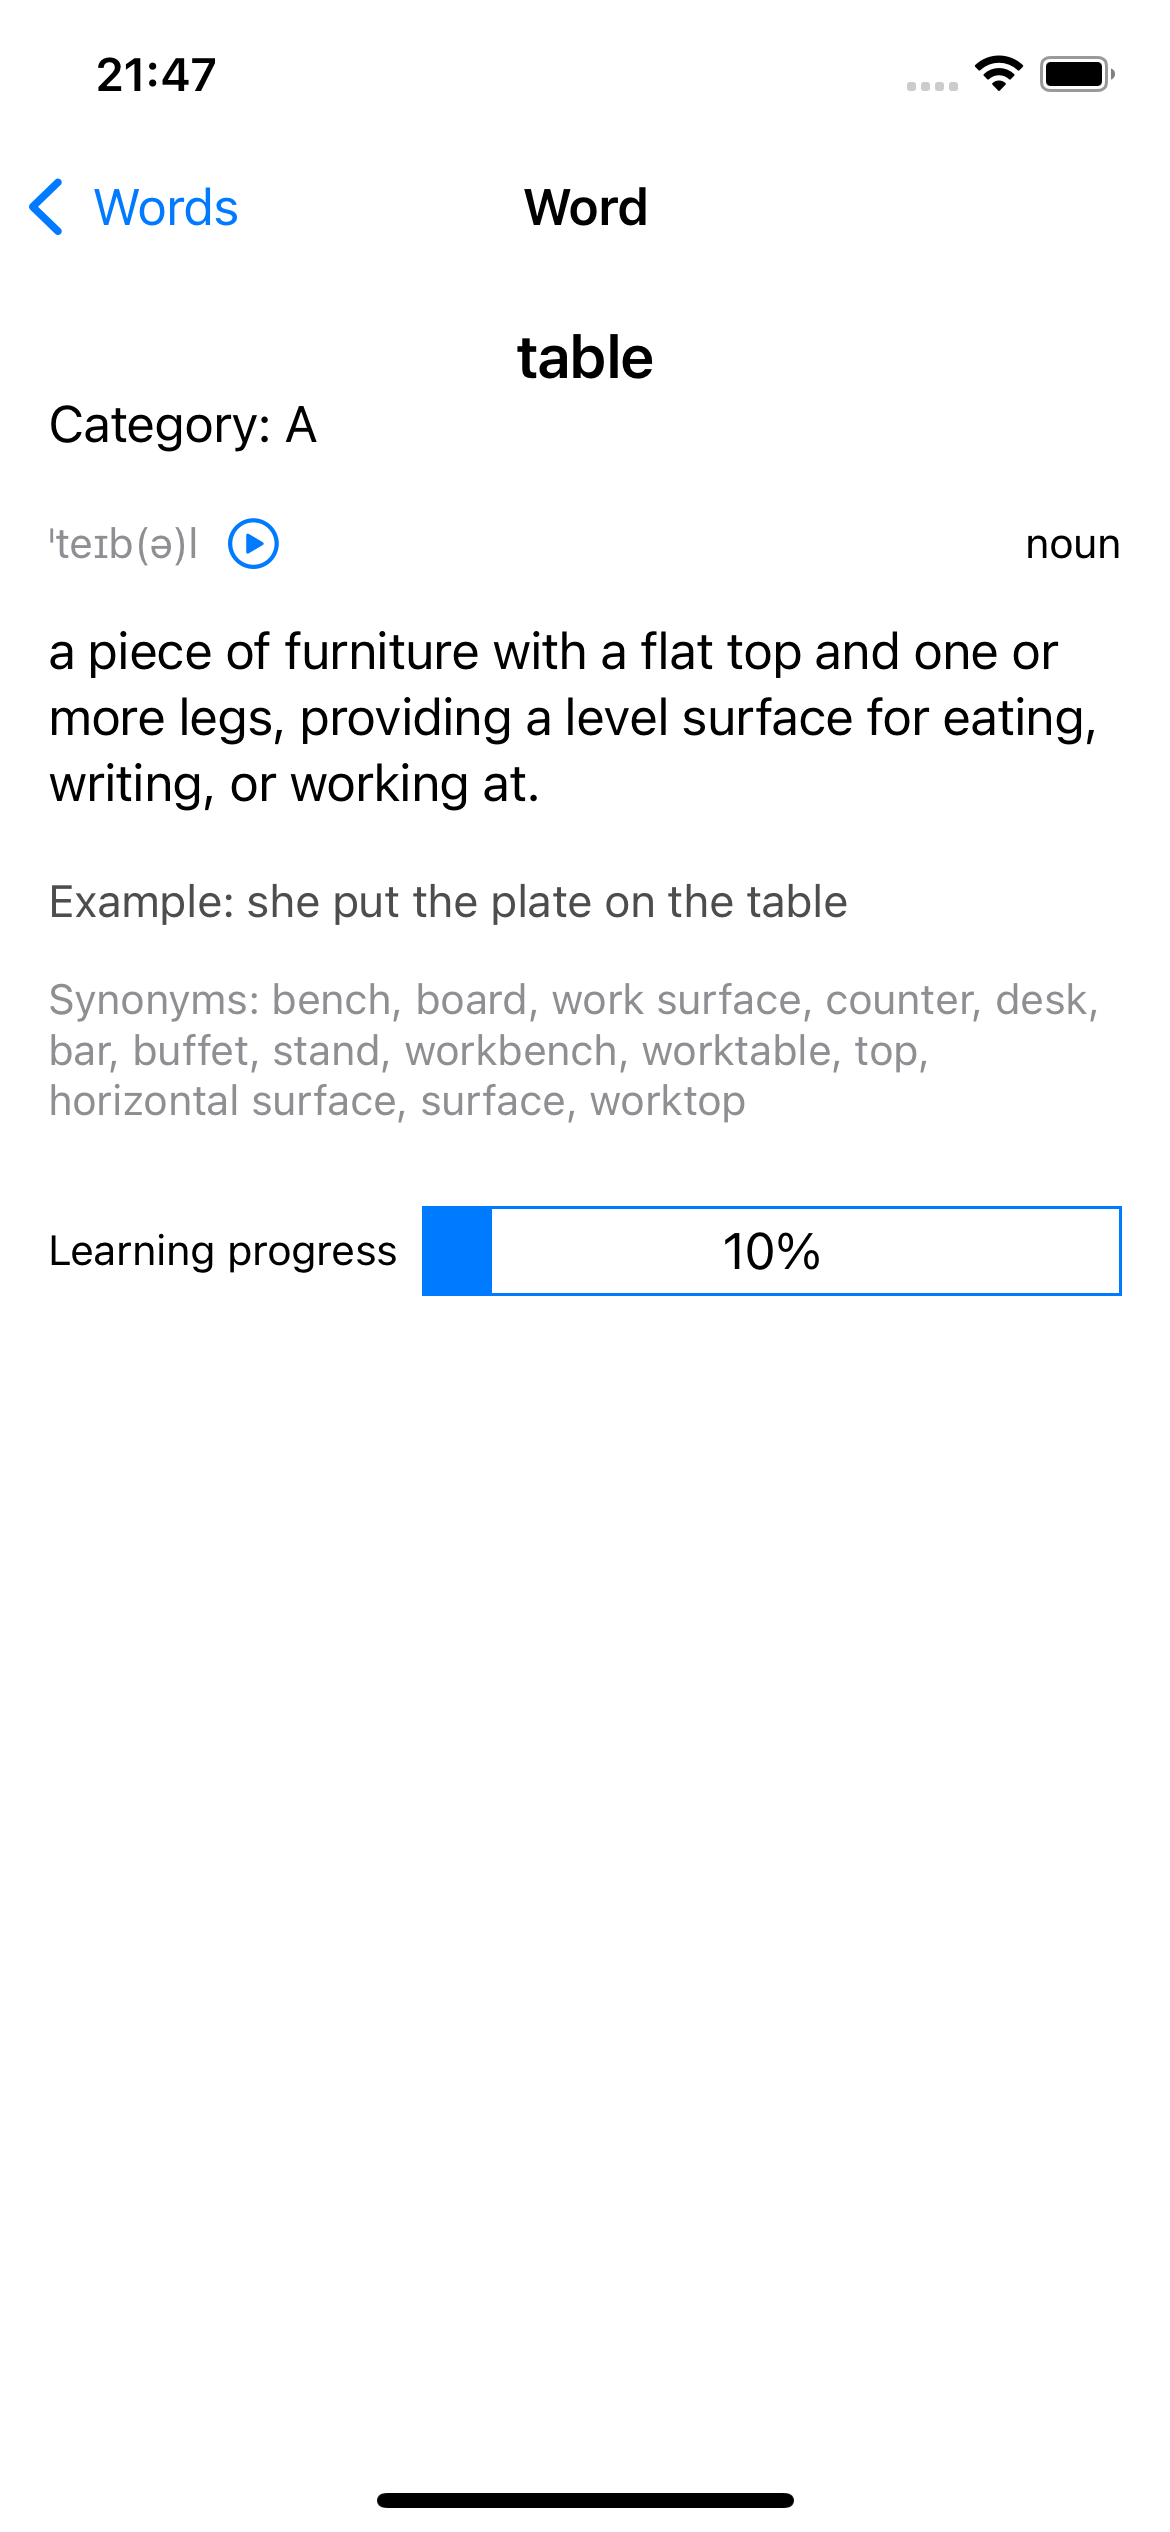 21:47
Words
Word
table
Category: A
ˈteɪb(ə)l
noun
a piece of furniture with a flat top and one or
more legs, providing a level surface for eating,
writing, or working at.
Example: she put the plate on the table
Synonyms: bench, board, work surface, counter, desk,
bar, buffet, stand, workbench, worktable, top,
horizontal surface, surface, worktop
Learning progress
10%